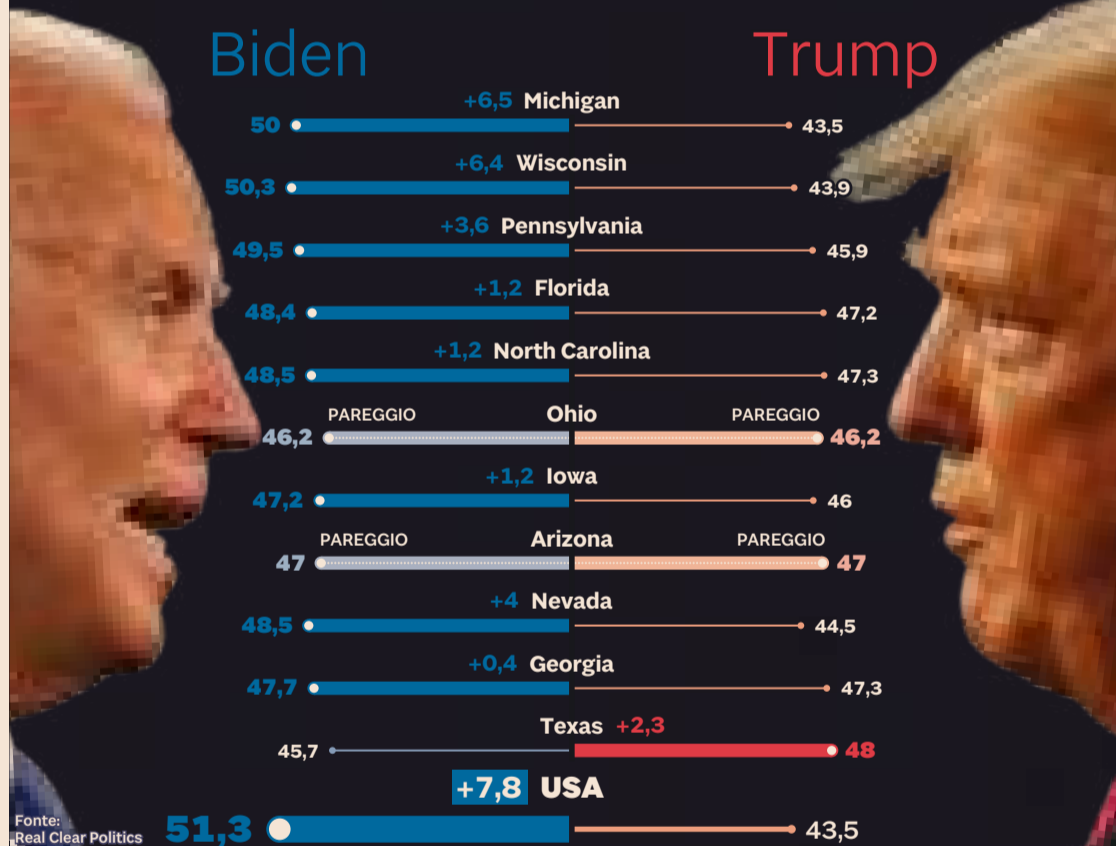 Biden Trump
+6,5 Michigan
50 43,5
+6,4 Wisconsin
50,3 43,9
+3,6 Pennsylvania
49,5 45,9
+1,2 Florida
48,4 47,2
+1,2 North Carolina
48,5 47,3
PAREGGIO Ohio PAREGGIO
46,2 46,2
+1,2 Iowa
47,2 46
PAREGGIO Arizona PAREGGIO
47 47
+4 Nevada
48,5 44,5
+0,4 Georgia
47,7 47,3
Texas +2,3
45,7 48
+7,8 USA
51,3 43,5
Fonte:
Real Clear Politics